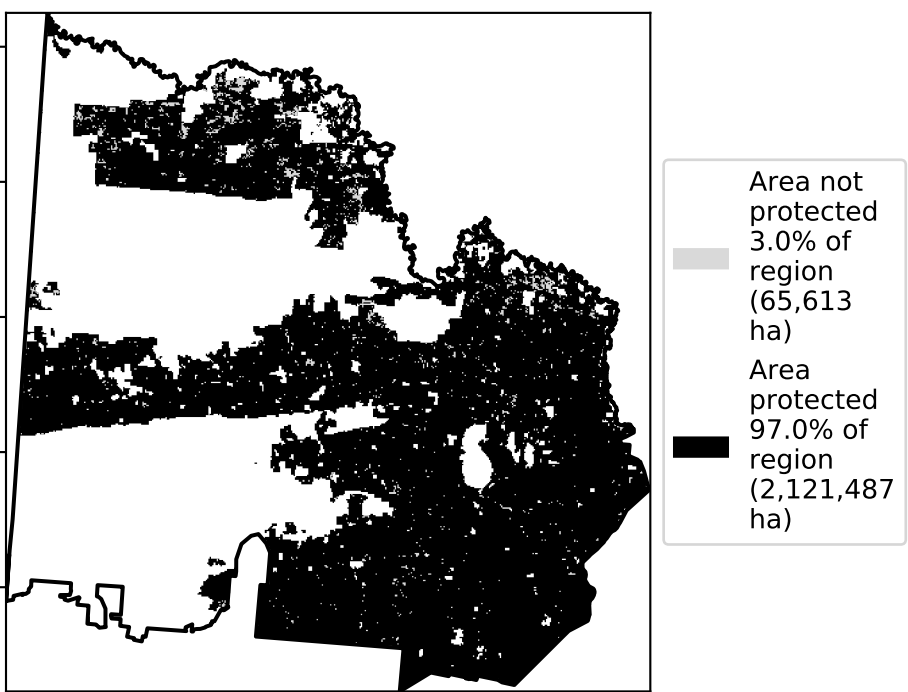 Area not
protected
3.0% of
region
(65,613
ha)
Area
protected
97.0% of
region
(2,121,487
ha)